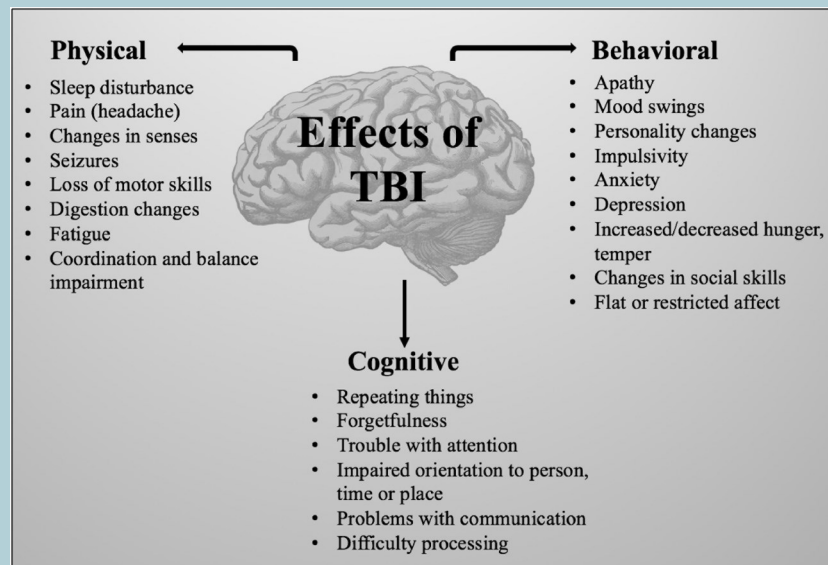 Effects of
TBI
Physical
• Sleep disturbance
• Pain (headache)
• Changes in senses
• Seizures
• Loss of motor skills
• Digestion changes
• Fatigue
• Coordination and balance
impairment
Behavioral
• Apathy
• Mood swings
• Personality changes
• Impulsivity
• Anxiety
• Depression
• Increased/decreased hunger,
temper
• Changes in social skills
• Flat or restricted affect
Cognitive
• Repeating things
• Forgetfulness
• Trouble with attention
• Impaired orientation to person,
time or place
• Problems with communication
• Difficulty processing